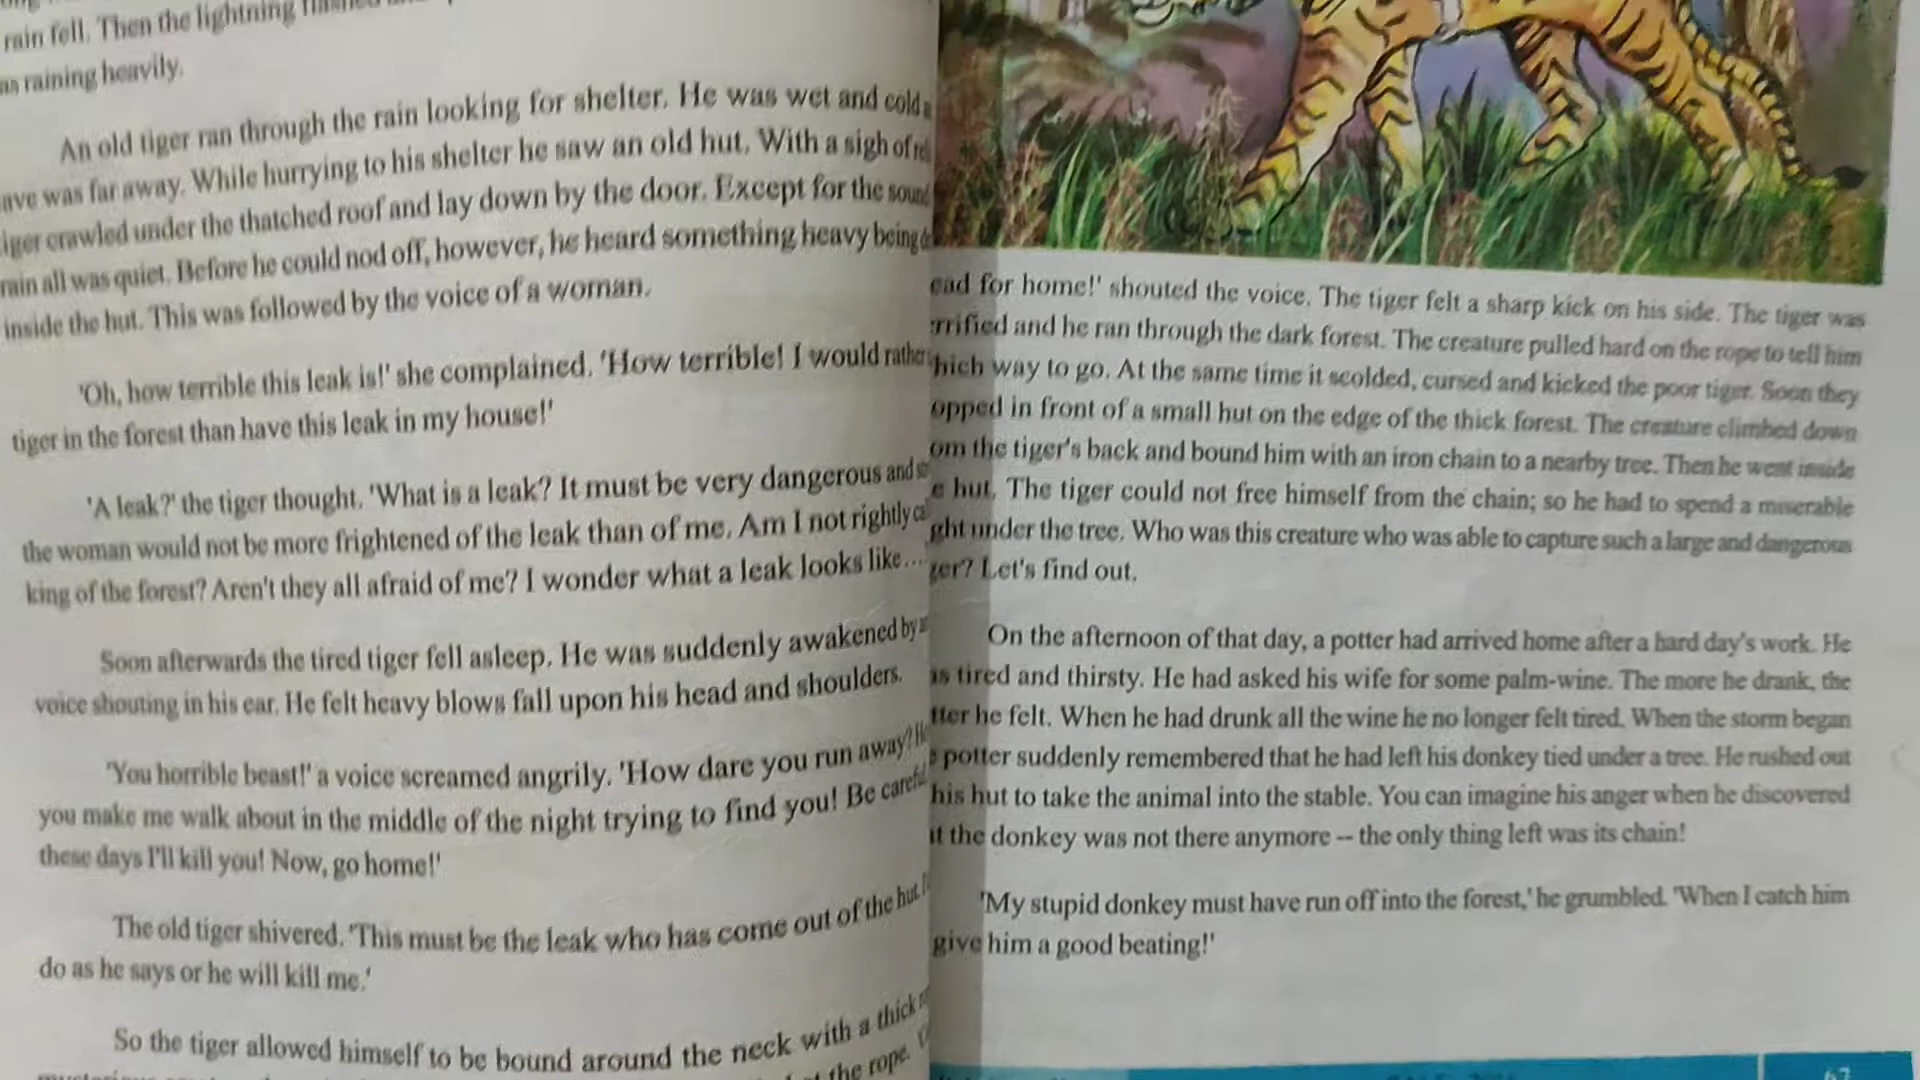 rain fell. Then the lightning
as raining heavily.
An old tiger ran through the rain looking for shelter. He was wet and cold
ave was far away. While hurrying to his shelter he saw an old hut. With a sigh of
iger crawled under the thatched roof and lay down by the door. Except for the
rain all was quiet. Before he could nod off, however, he heard something heavy being
inside the hut. This was followed by the voice of a woman.
'Oh, how terrible this leak is!' she complained. 'How terrible! I would rather
tiger in the forest than have this leak in my house!'
'A leak?' the tiger thought. 'What is a leak? It must be very dangerous and
the woman would not be more frightened of the leak than of me. Am I not rightly
king of the forest? Aren't they all afraid of me? I wonder what a leak looks like....
Soon afterwards the tired tiger fell asleep. He was suddenly awakened by
voice shouting in his ear. He felt heavy blows fall upon his head and shoulders.
'You horrible beast!' a voice screamed angrily. 'How dare you run away?
you make me walk about in the middle of the night trying to find you! Be careful
these days I'll kill you! Now, go home!'
The old tiger shivered. 'This must be the leak who has come out of the hut.
do as he says or he will kill me.'
So the tiger allowed himself to be bound around the neck with a thick
the rope.
ead for home!' shouted the voice. The tiger felt a sharp kick on his side. The tiger was
rrified and he ran through the dark forest. The creature pulled hard on the rope to tell him
hich way to go. At the same time it scolded, cursed and kicked the poor tiger. Soon they
opped in front of a small hut on the edge of the thick forest. The creature climbed down
om the tiger's back and bound him with an iron chain to a nearby tree. Then he went inside
e hut. The tiger could not free himself from the chain; so he had to spend a miserable
ght under the tree. Who was this creature who was able to capture such a large and dangerous
ger? Let's find out.
On the afternoon of that day, a potter had arrived home after a hard day's work. He
as tired and thirsty. He had asked his wife for some palm-wine. The more he drank, the
tter he felt. When he had drunk all the wine he no longer felt tired. When the storm began
e potter suddenly remembered that he had left his donkey tied under a tree. He rushed out
his hut to take the animal into the stable. You can imagine his anger when he discovered
at the donkey was not there anymore -- the only thing left was its chain!
'My stupid donkey must have run off into the forest,' he grumbled. 'When I catch him
give him a good beating!'
67